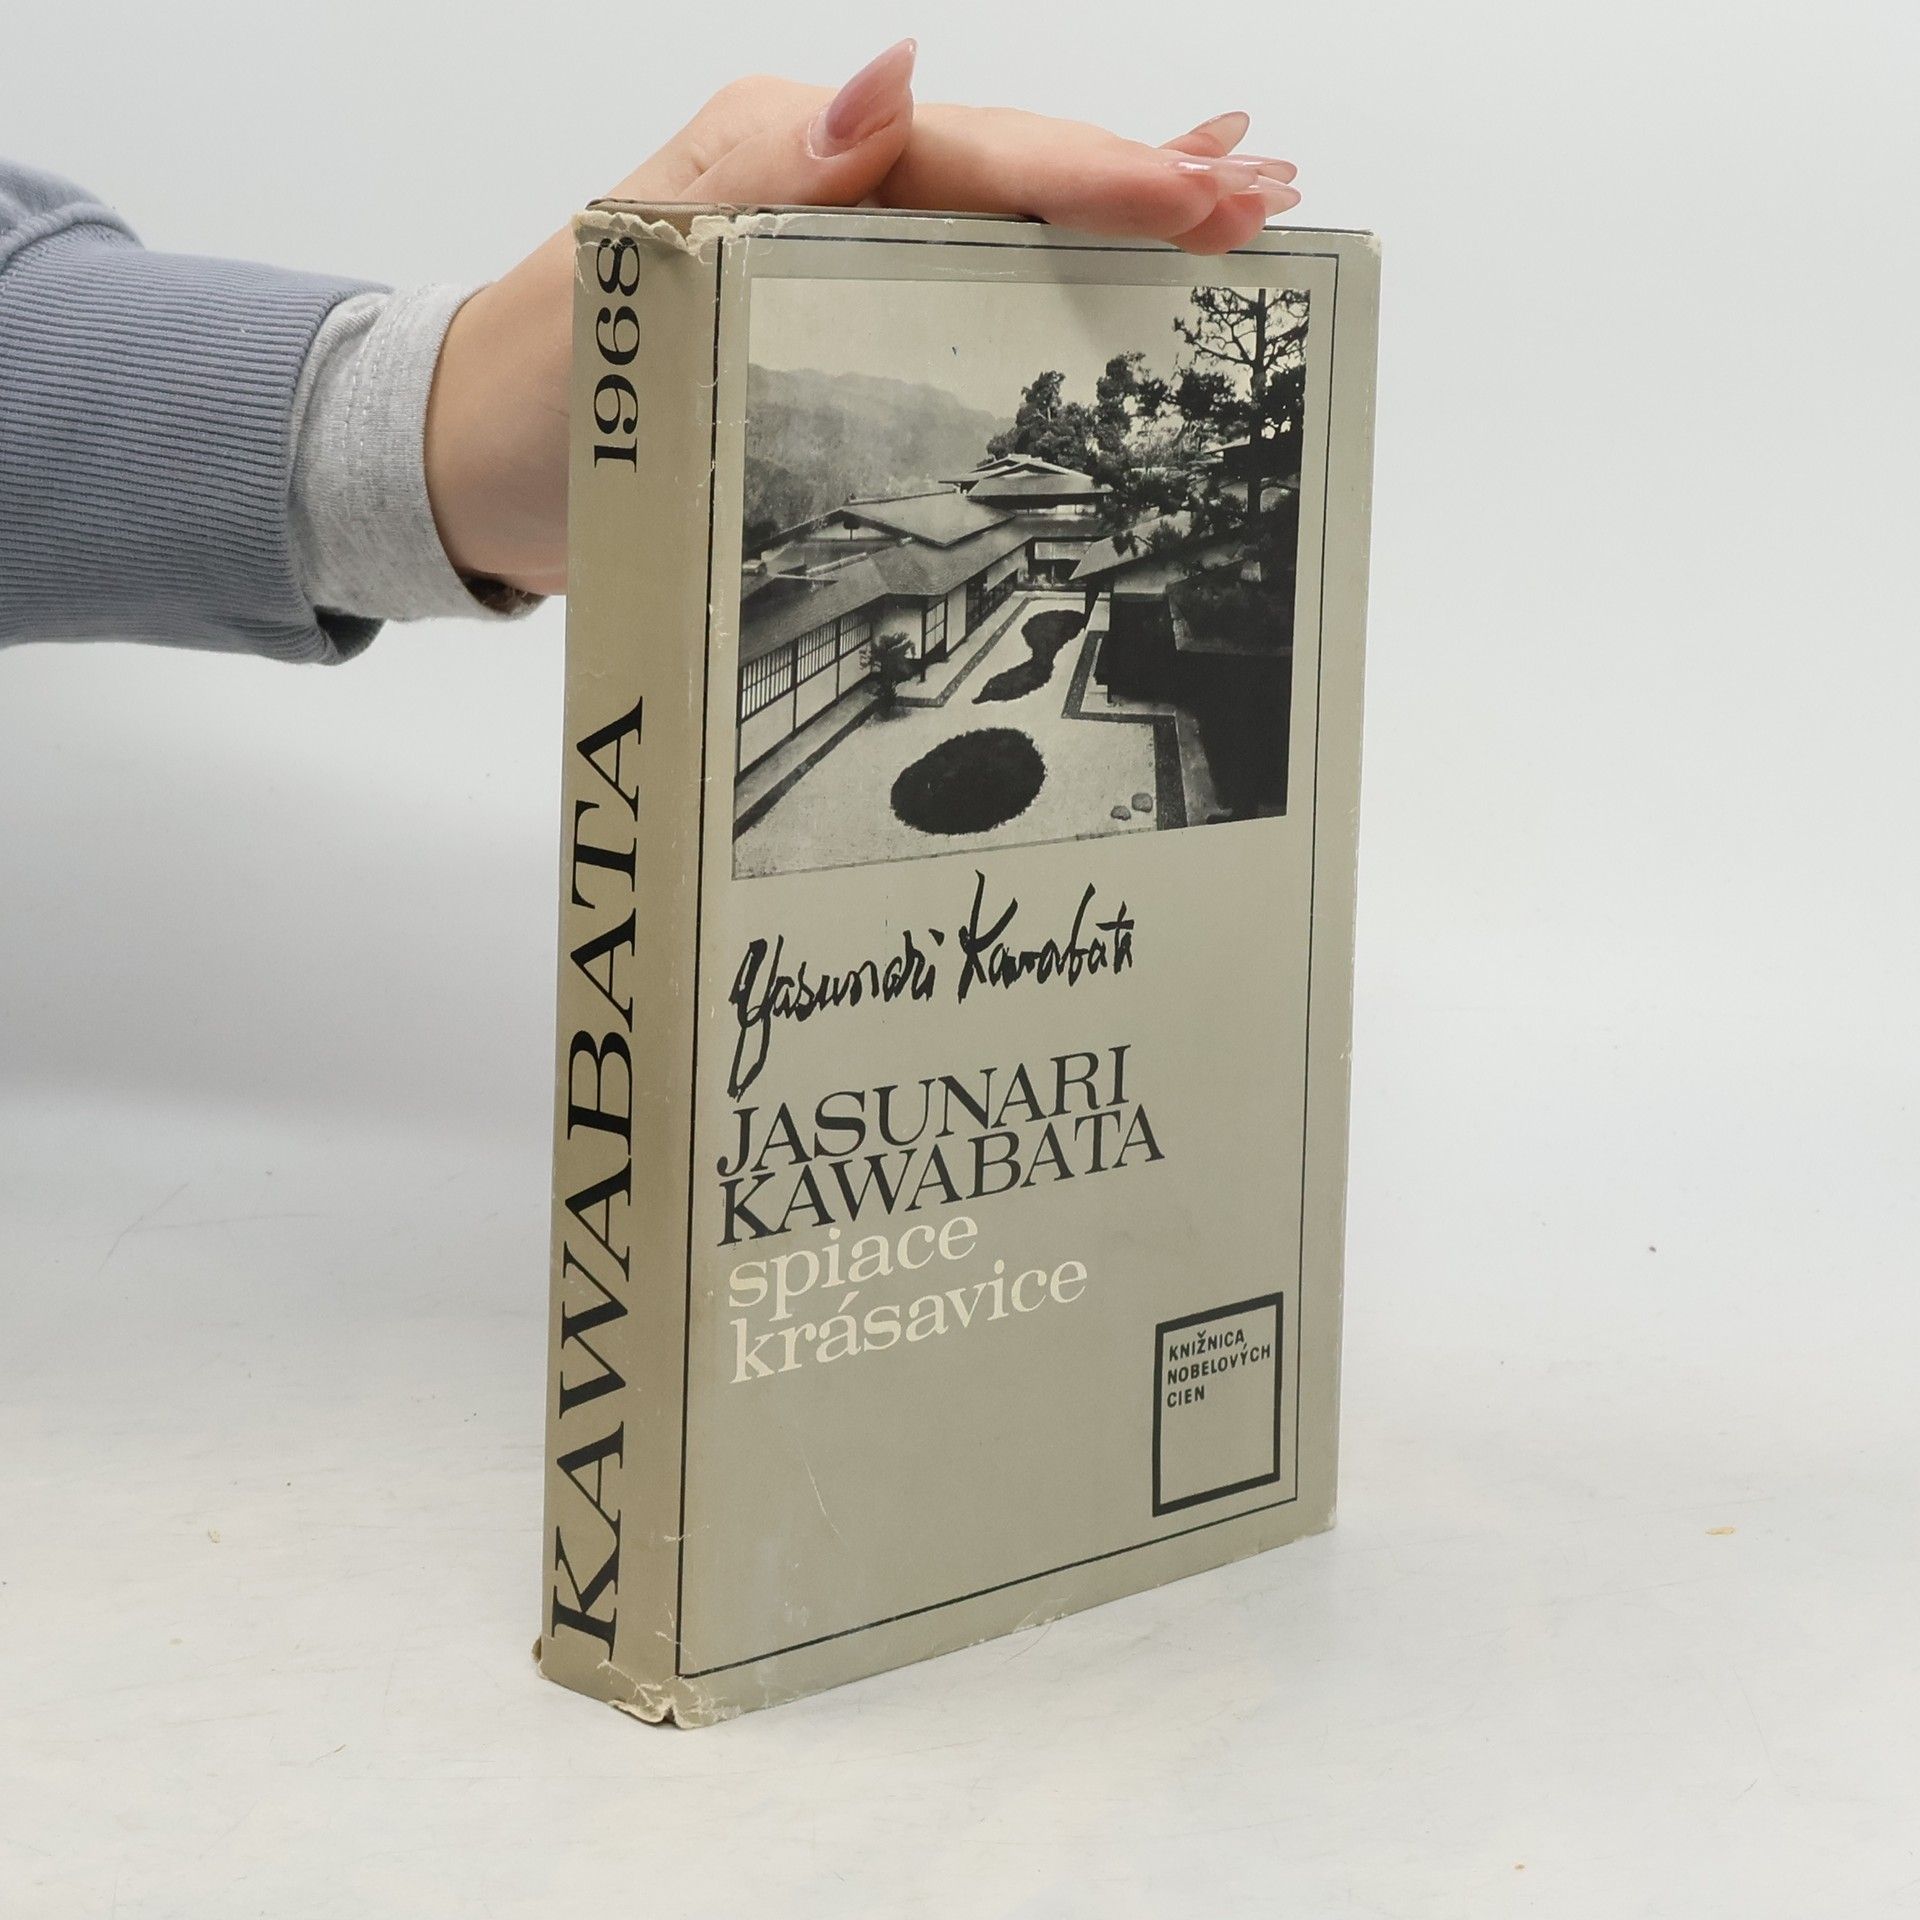 KAWABATA 1968
Yasunari Kawabata
JASUNARI
KAWABATA
spiace
krásavice
KNIŽNICA
NOBELOVÝCH
CIEN